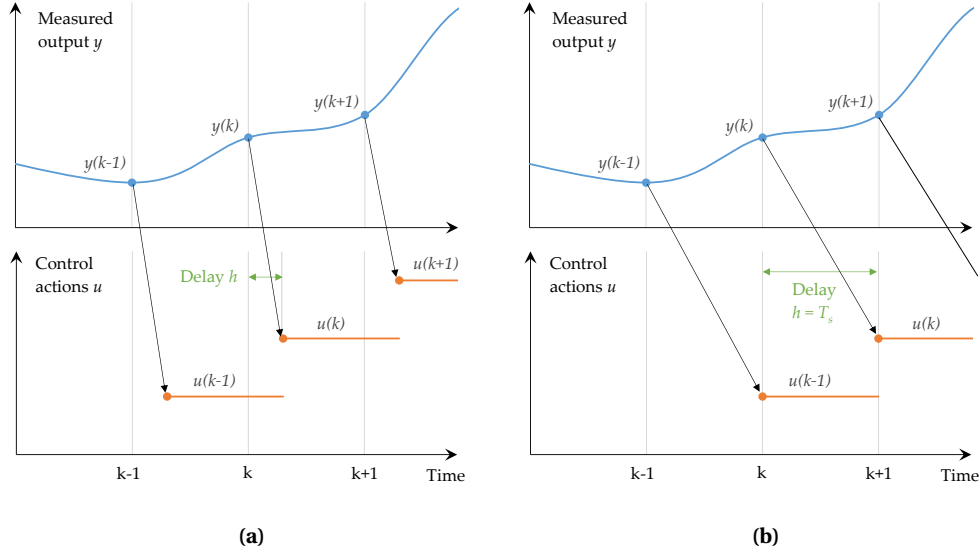 Measured
output y
y(k-1)
y(k)
y(k+1)
Control
actions u
Delay h
u(k-1)
u(k)
u(k+1)
k-1
k
k+1
Time
(a)
Measured
output y
y(k-1)
y(k)
y(k+1)
Control
actions u
Delay
h = Tₛ
u(k-1)
u(k)
k-1
k
k+1
Time
(b)